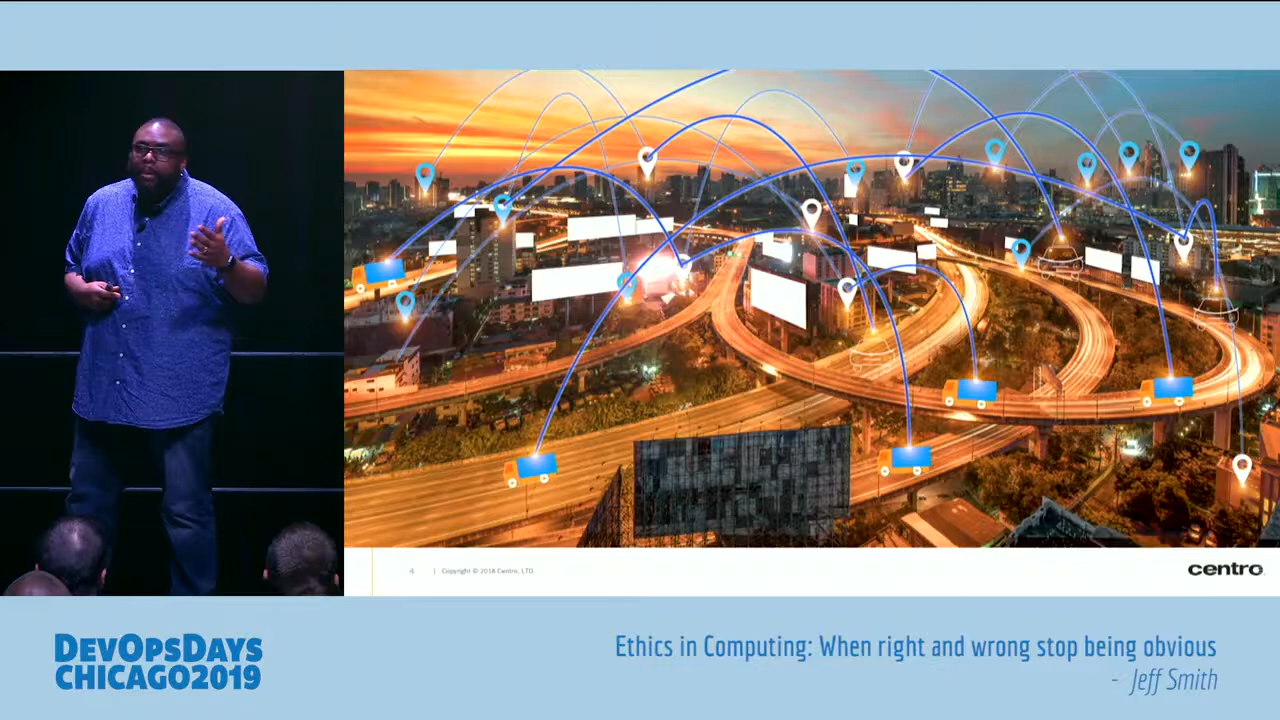 4 | Copyright © 2018 Centro, LTD.
centro
DEVOPSDAYS
CHICAGO2019
Ethics in Computing: When right and wrong stop being obvious
- Jeff Smith